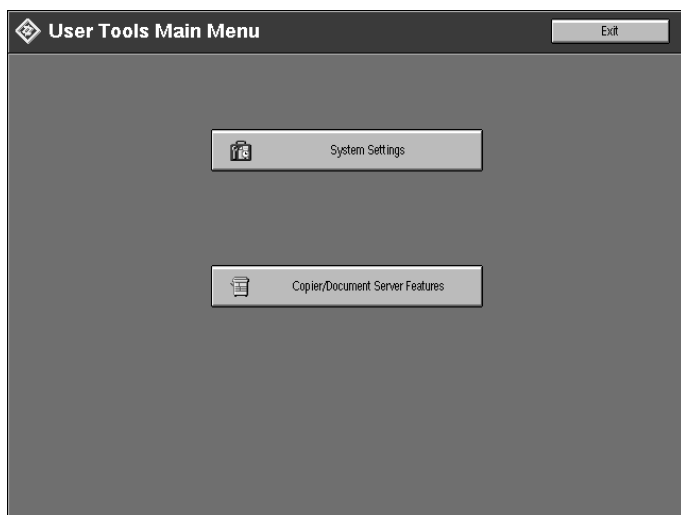 User Tools Main Menu
Exit
System Settings
Copier/Document Server Features